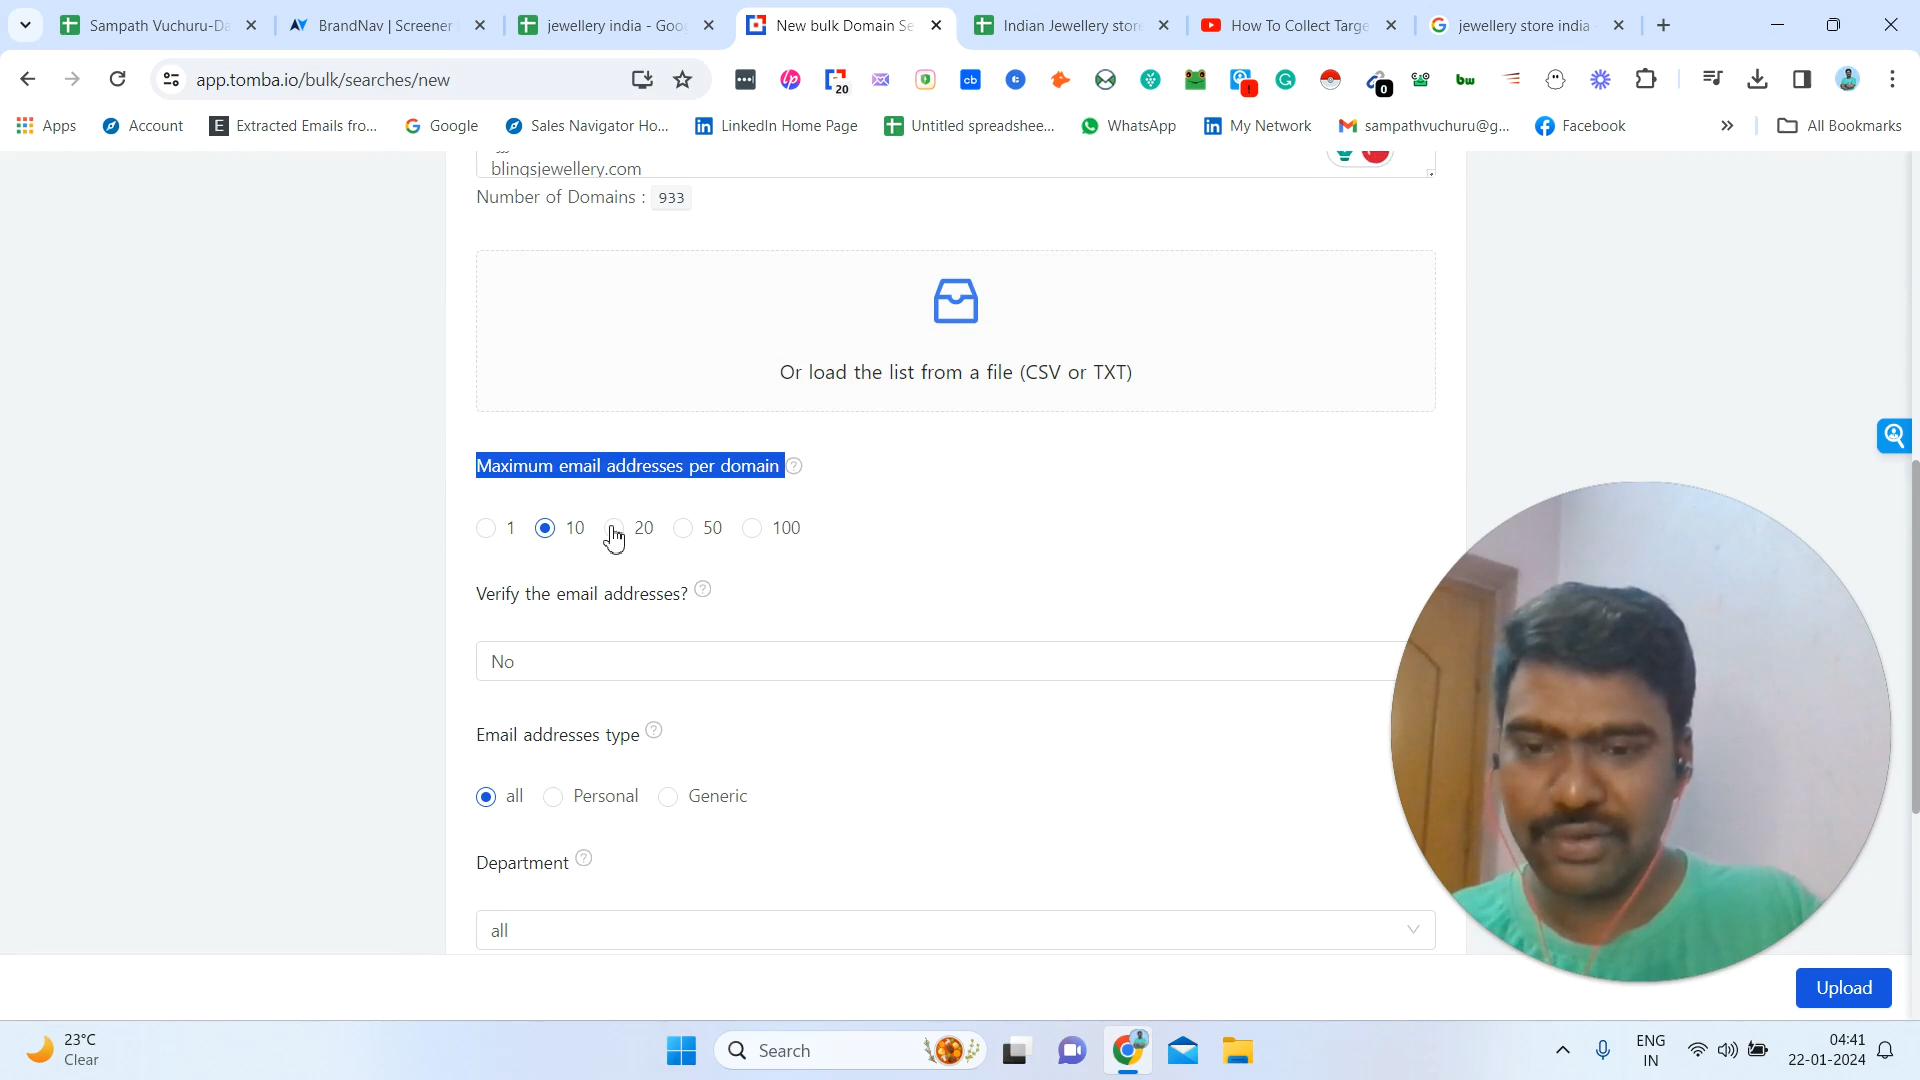 Sampath Vuchuru-Da
BrandNav | Screener
jewellery india - Goo
New bulk Domain Se
Indian Jewellery store
How To Collect Targe
jewellery store india -
app.tomba.io/bulk/searches/new
20
cb
0
bw
Apps
Account
Extracted Emails fro...
Google
Sales Navigator Ho...
LinkedIn Home Page
Untitled spreadshee...
WhatsApp
My Network
sampathvuchuru@g...
Facebook
All Bookmarks
blingsjewellery.com
Number of Domains : 933
Or load the list from a file (CSV or TXT)
Maximum email addresses per domain
1 10 20 50 100
Verify the email addresses?
No
Email addresses type
all Personal Generic
Department
all
Upload
23°C
Clear
Search
ENG
IN
04:41
22-01-2024